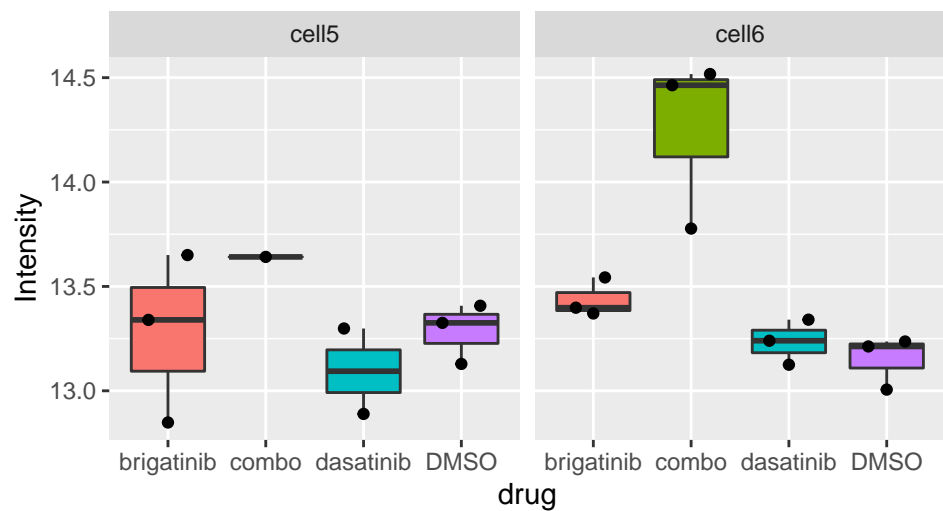 cell5 cell6
14.5
14.0
13.5
13.0
Intensity
brigatinib combo dasatinib DMSO brigatinib combo dasatinib DMSO
drug